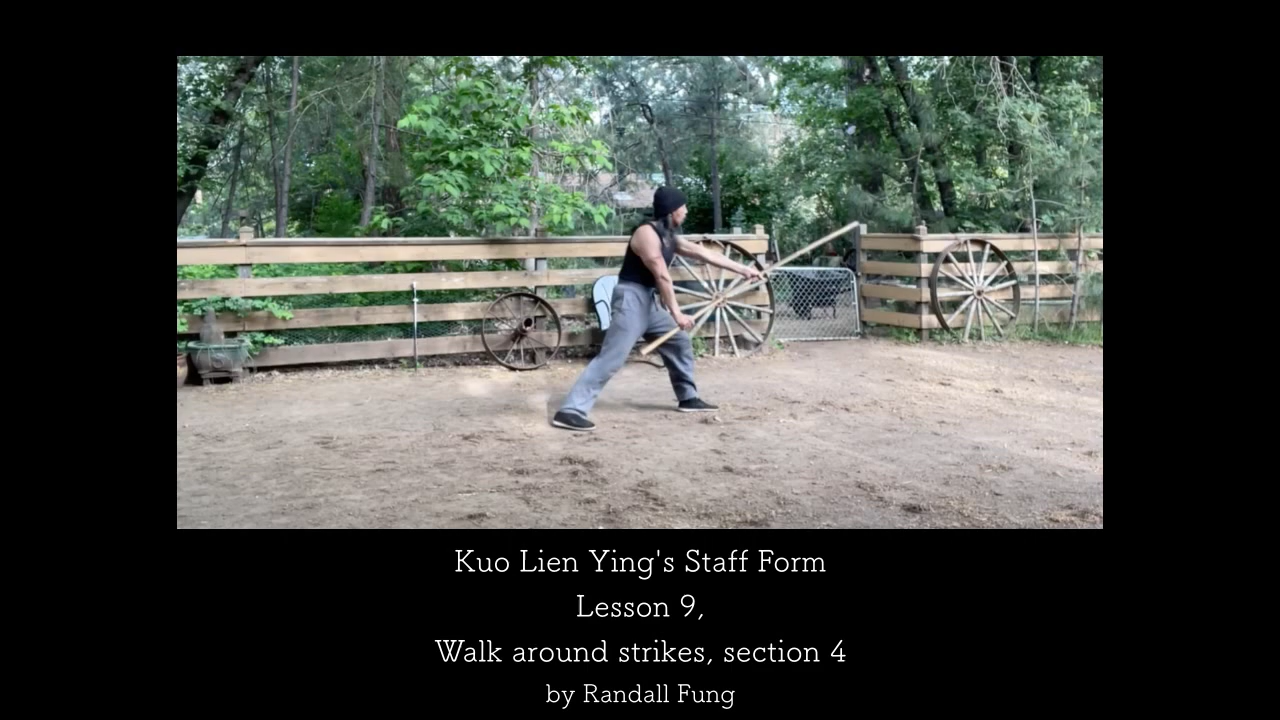 Kuo Lien Ying's Staff Form
Lesson 9,
Walk around strikes, section 4
by Randall Fung